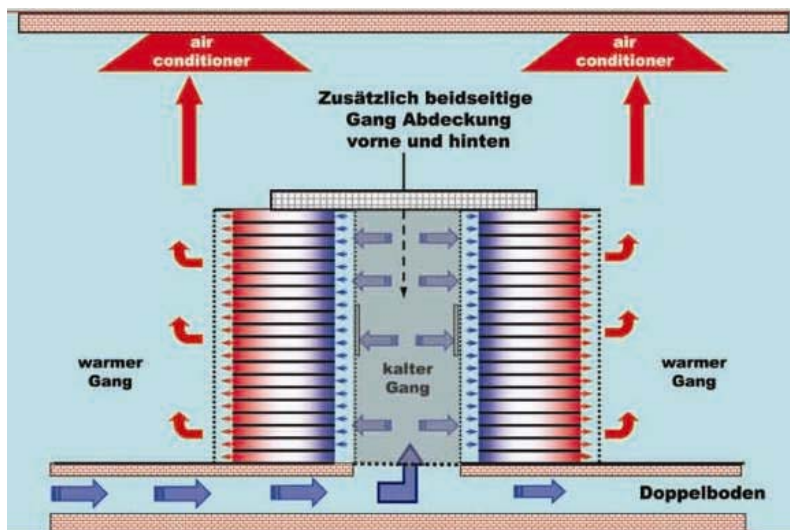 air
conditioner
air
conditioner
Zusätzlich beidseitige
Gang Abdeckung
vorne und hinten
warmer
Gang
kalter
Gang
warmer
Gang
Doppelboden